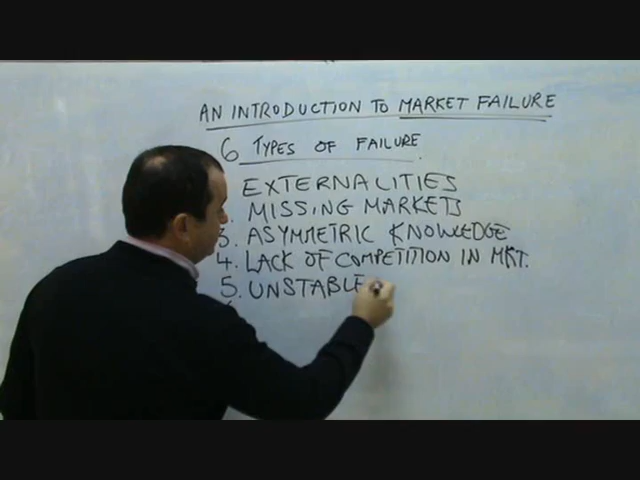 AN INTRODUCTION TO MARKET FAILURE
6 TYPES OF FAILURE
EXTERNALITIES
MISSING MARKETS
3. ASYMMETRIC KNOWLEDGE
4. LACK OF COMPETITION IN MKT.
5. UNSTABLE